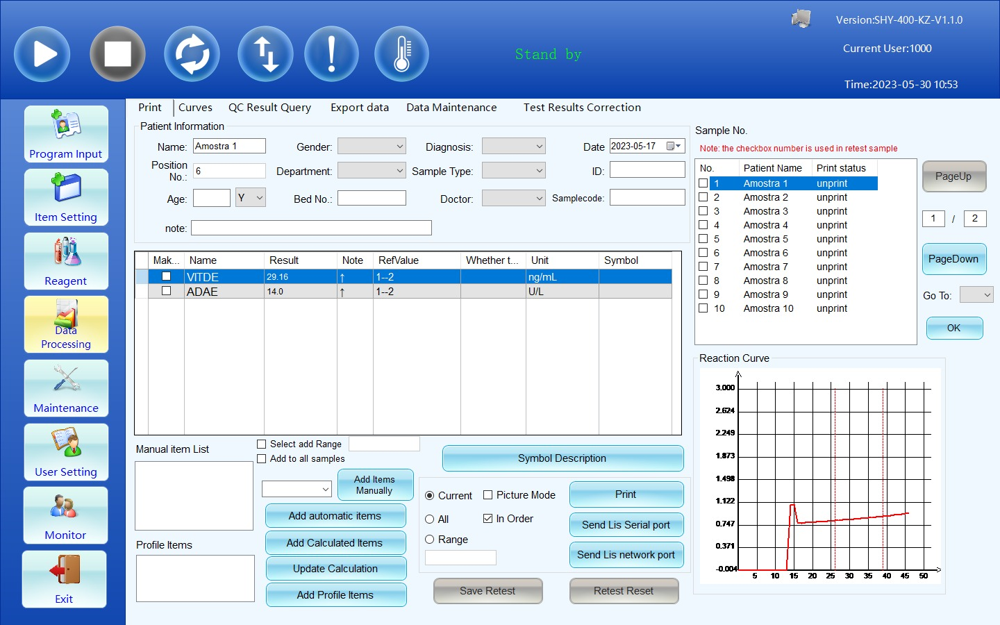 Version:SHY-400-KZ-V1.1.0
Current User:1000
Stand by
Time:2023-05-30 10:53
Program Input
Item Setting
Reagent
Data
Processing
Maintenance
User Setting
Monitor
Exit
Print Curves QC Result Query Export data Data Maintenance Test Results Correction
Patient Information
Name: Amostra 1 Gender: Diagnosis: Date 2023-05-17
Position
No.: 6 Department: Sample Type: ID:
Age: Y Bed No.: Doctor: Samplecode:
note:
Mak... Name Result Note RefValue Whether t... Unit Symbol
VITDE 29.16 ↑ 1--2 ng/mL
ADAE 14.0 ↑ 1--2 U/L
Manual item List
Select add Range
Add to all samples
Add Items
Manually
Add automatic items
Add Calculated Items
Update Calculation
Add Profile Items
Profile Items
Symbol Description
Current Picture Mode
All In Order
Range
Print
Send Lis Serial port
Send Lis network port
Save Retest
Retest Reset
Sample No.
Note: the checkbox number is used in retest sample
No. Patient Name Print status
1 Amostra 1 unprint
2 Amostra 2 unprint
3 Amostra 3 unprint
4 Amostra 4 unprint
5 Amostra 5 unprint
6 Amostra 6 unprint
7 Amostra 7 unprint
8 Amostra 8 unprint
9 Amostra 9 unprint
10 Amostra 10 unprint
PageUp
1 / 2
PageDown
Go To:
OK
Reaction Curve
3.000
2.624
2.249
1.873
1.498
1.122
0.747
0.371
-0.004
5 10 15 20 25 30 35 40 45 50